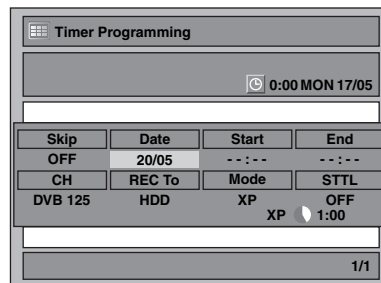 Timer Programming
0:00 MON 17/05
Skip Date Start End
OFF 20/05 --:-- --:--
CH REC To Mode STTL
DVB 125 HDD XP OFF
XP 1:00
1/1